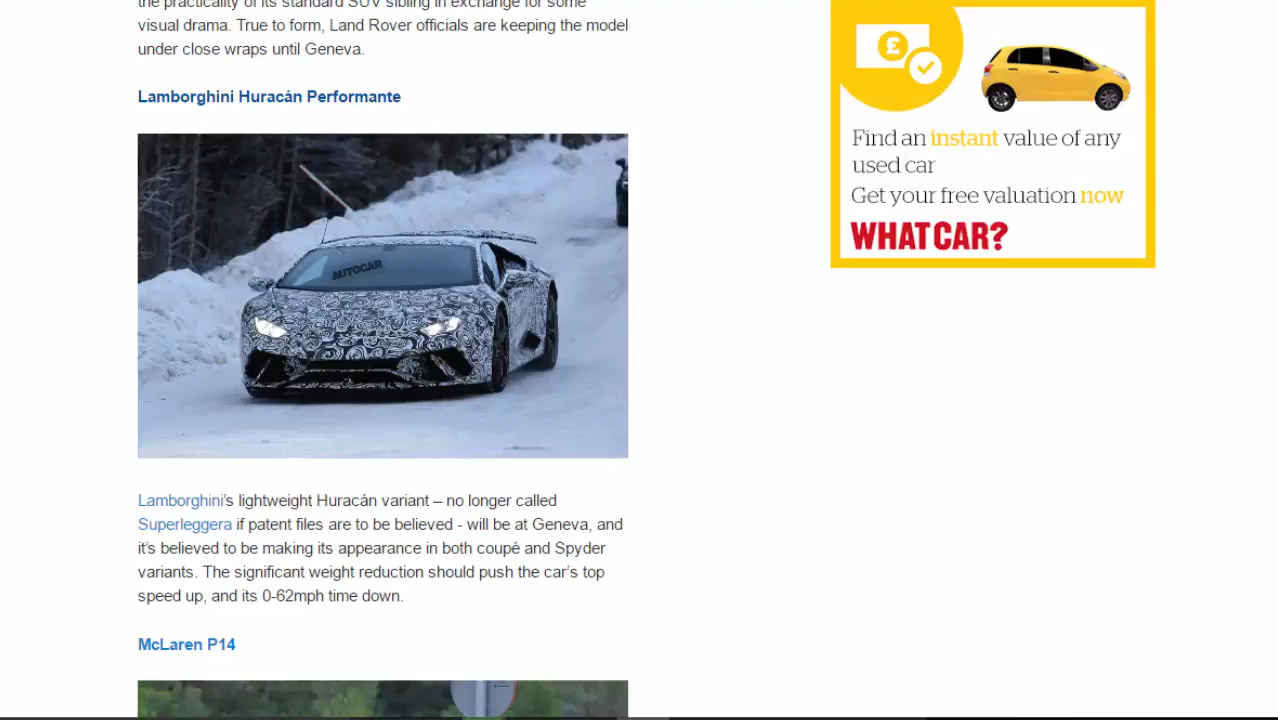 the practicality of its standard SUV sibling in exchange for some
visual drama. True to form, Land Rover officials are keeping the model
under close wraps until Geneva.
Lamborghini Huracán Performante
AUTOCAR
Lamborghini's lightweight Huracán variant – no longer called
Superleggera if patent files are to be believed - will be at Geneva, and
it's believed to be making its appearance in both coupé and Spyder
variants. The significant weight reduction should push the car's top
speed up, and its 0-62mph time down.
McLaren P14
£
Find an instant value of any
used car
Get your free valuation now
WHATCAR?